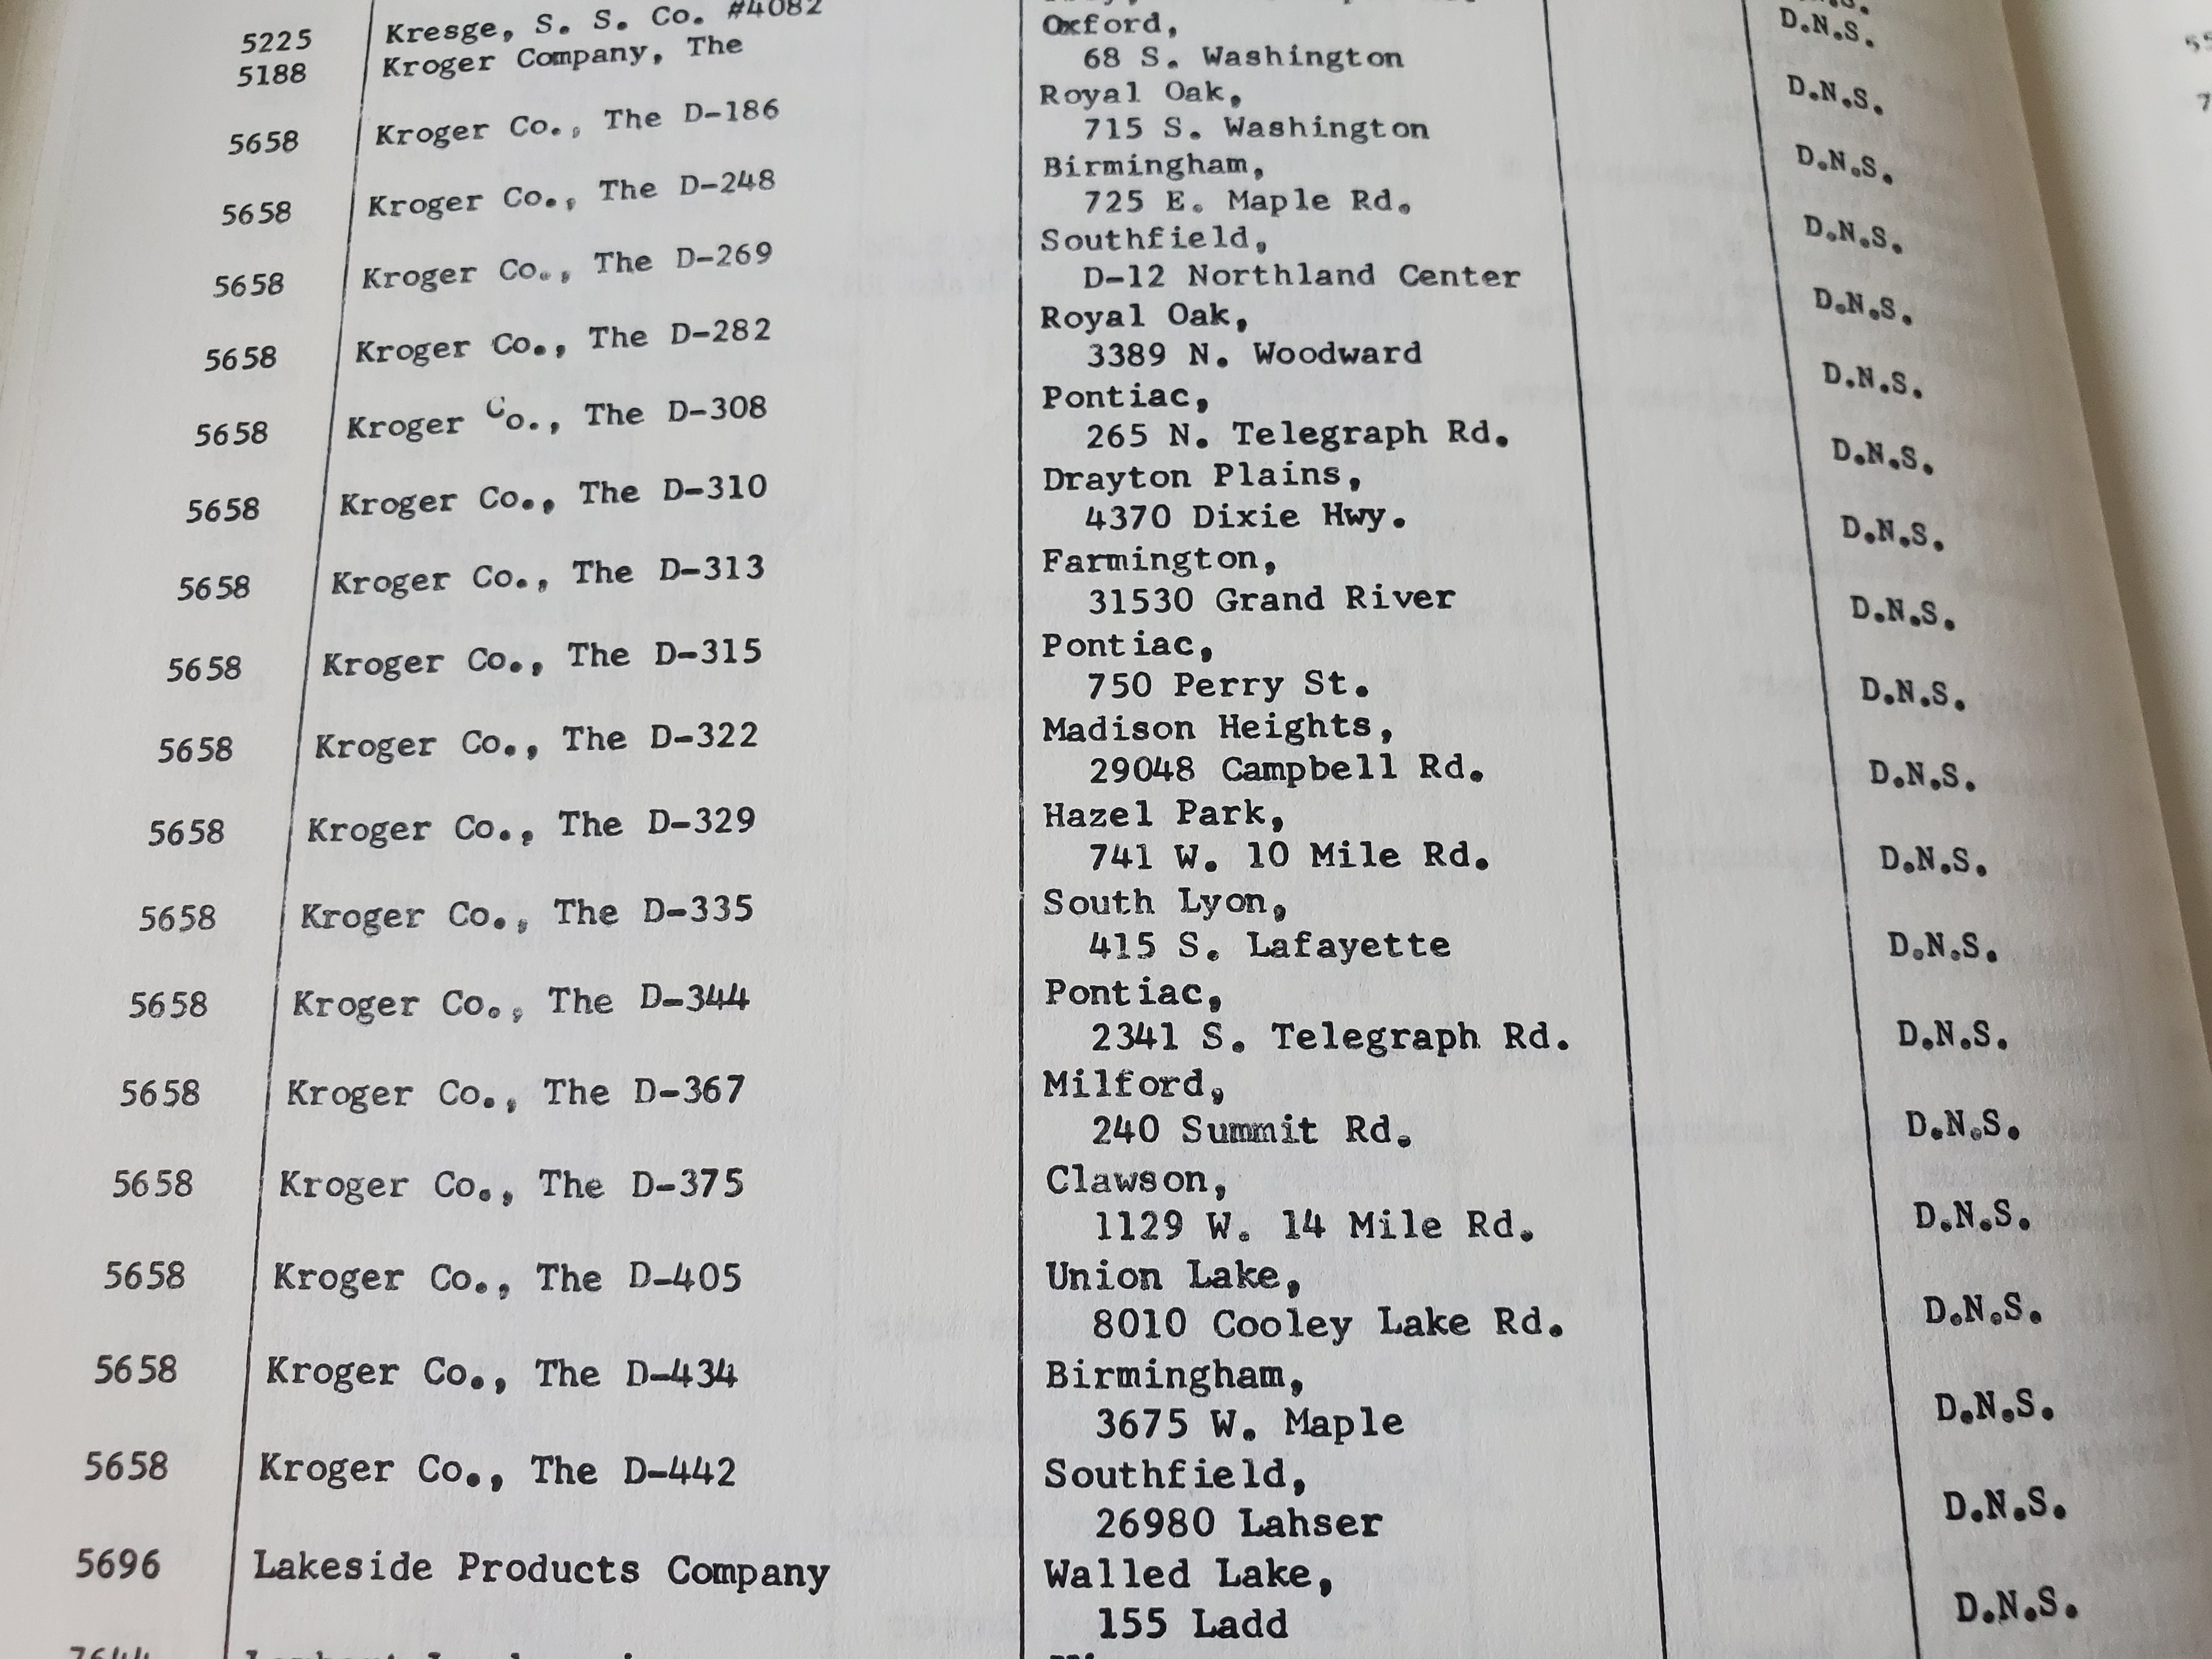 5225 Kresge, S. S. Co. #4082
5188 Kroger Company, The Oxford, D.N.S.
68 S. Washington
5658 Kroger Co., The D-186 Royal Oak, D.N.S.
715 S. Washington
5658 Kroger Co., The D-248 Birmingham, D.N.S.
725 E. Maple Rd.
5658 Kroger Co., The D-269 Southfield, D.N.S.
D-12 Northland Center
5658 Kroger Co., The D-282 Royal Oak, D.N.S.
3389 N. Woodward
5658 Kroger Co., The D-308 Pontiac, D.N.S.
265 N. Telegraph Rd.
5658 Kroger Co., The D-310 Drayton Plains, D.N.S.
4370 Dixie Hwy.
5658 Kroger Co., The D-313 Farmington, D.N.S.
31530 Grand River
5658 Kroger Co., The D-315 Pontiac, D.N.S.
750 Perry St.
5658 Kroger Co., The D-322 Madison Heights, D.N.S.
29048 Campbell Rd.
5658 Kroger Co., The D-329 Hazel Park, D.N.S.
741 W. 10 Mile Rd.
5658 Kroger Co., The D-335 South Lyon, D.N.S.
415 S. Lafayette
5658 Kroger Co., The D-344 Pontiac, D.N.S.
2341 S. Telegraph Rd.
5658 Kroger Co., The D-367 Milford, D.N.S.
240 Summit Rd.
5658 Kroger Co., The D-375 Clawson, D.N.S.
1129 W. 14 Mile Rd.
5658 Kroger Co., The D-405 Union Lake, D.N.S.
8010 Cooley Lake Rd.
5658 Kroger Co., The D-434 Birmingham, D.N.S.
3675 W. Maple
5658 Kroger Co., The D-442 Southfield, D.N.S.
26980 Lahser
5696 Lakeside Products Company Walled Lake, D.N.S.
155 Ladd